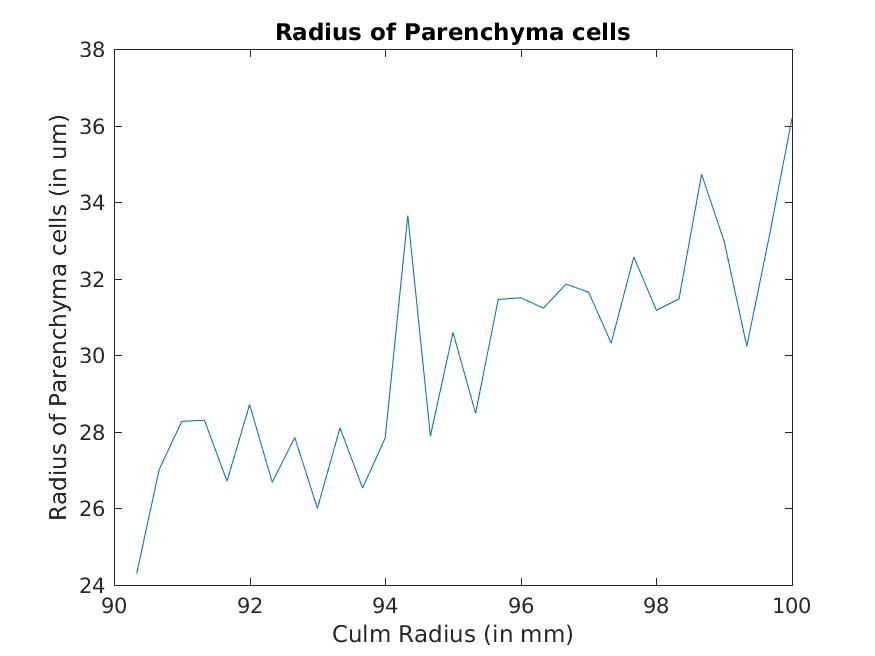 Radius of Parenchyma cells
38
36
34
32
30
28
26
24
Radius of Parenchyma cells (in um)
90 92 94 96 98 100
Culm Radius (in mm)